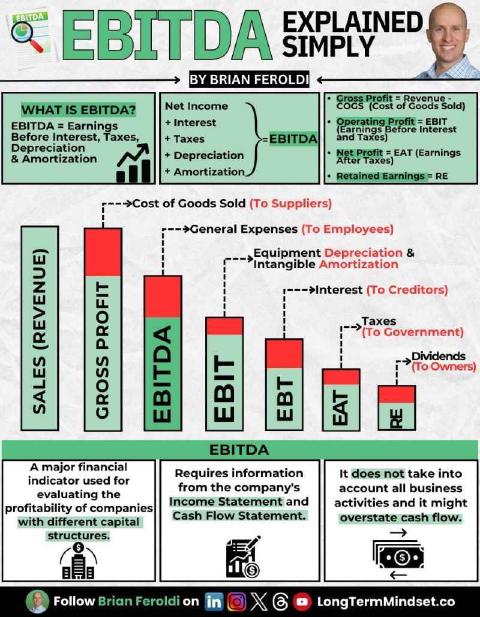 EBITDA
EBITDA EXPLAINED
SIMPLY
BY BRIAN FEROLDI
WHAT IS EBITDA?
EBITDA = Earnings
Before Interest, Taxes,
Depreciation
& Amortization
Net Income
+ Interest
+ Taxes
+ Depreciation
+ Amortization
=EBITDA
• Gross Profit = Revenue -
COGS (Cost of Goods Sold)
• Operating Profit = EBIT
(Earnings Before Interest
and Taxes)
• Net Profit = EAT (Earnings
After Taxes)
• Retained Earnings = RE
Cost of Goods Sold (To Suppliers)
General Expenses (To Employees)
Equipment Depreciation &
Intangible Amortization
Interest (To Creditors)
Taxes
(To Government)
Dividends
(To Owners)
SALES (REVENUE)
GROSS PROFIT
EBITDA
EBIT
EBT
EAT
RE
EBITDA
A major financial
indicator used for
evaluating the
profitability of companies
with different capital
structures.
Requires information
from the company's
Income Statement and
Cash Flow Statement.
It does not take into
account all business
activities and it might
overstate cash flow.
Follow Brian Feroldi on in LongTermMindset.co